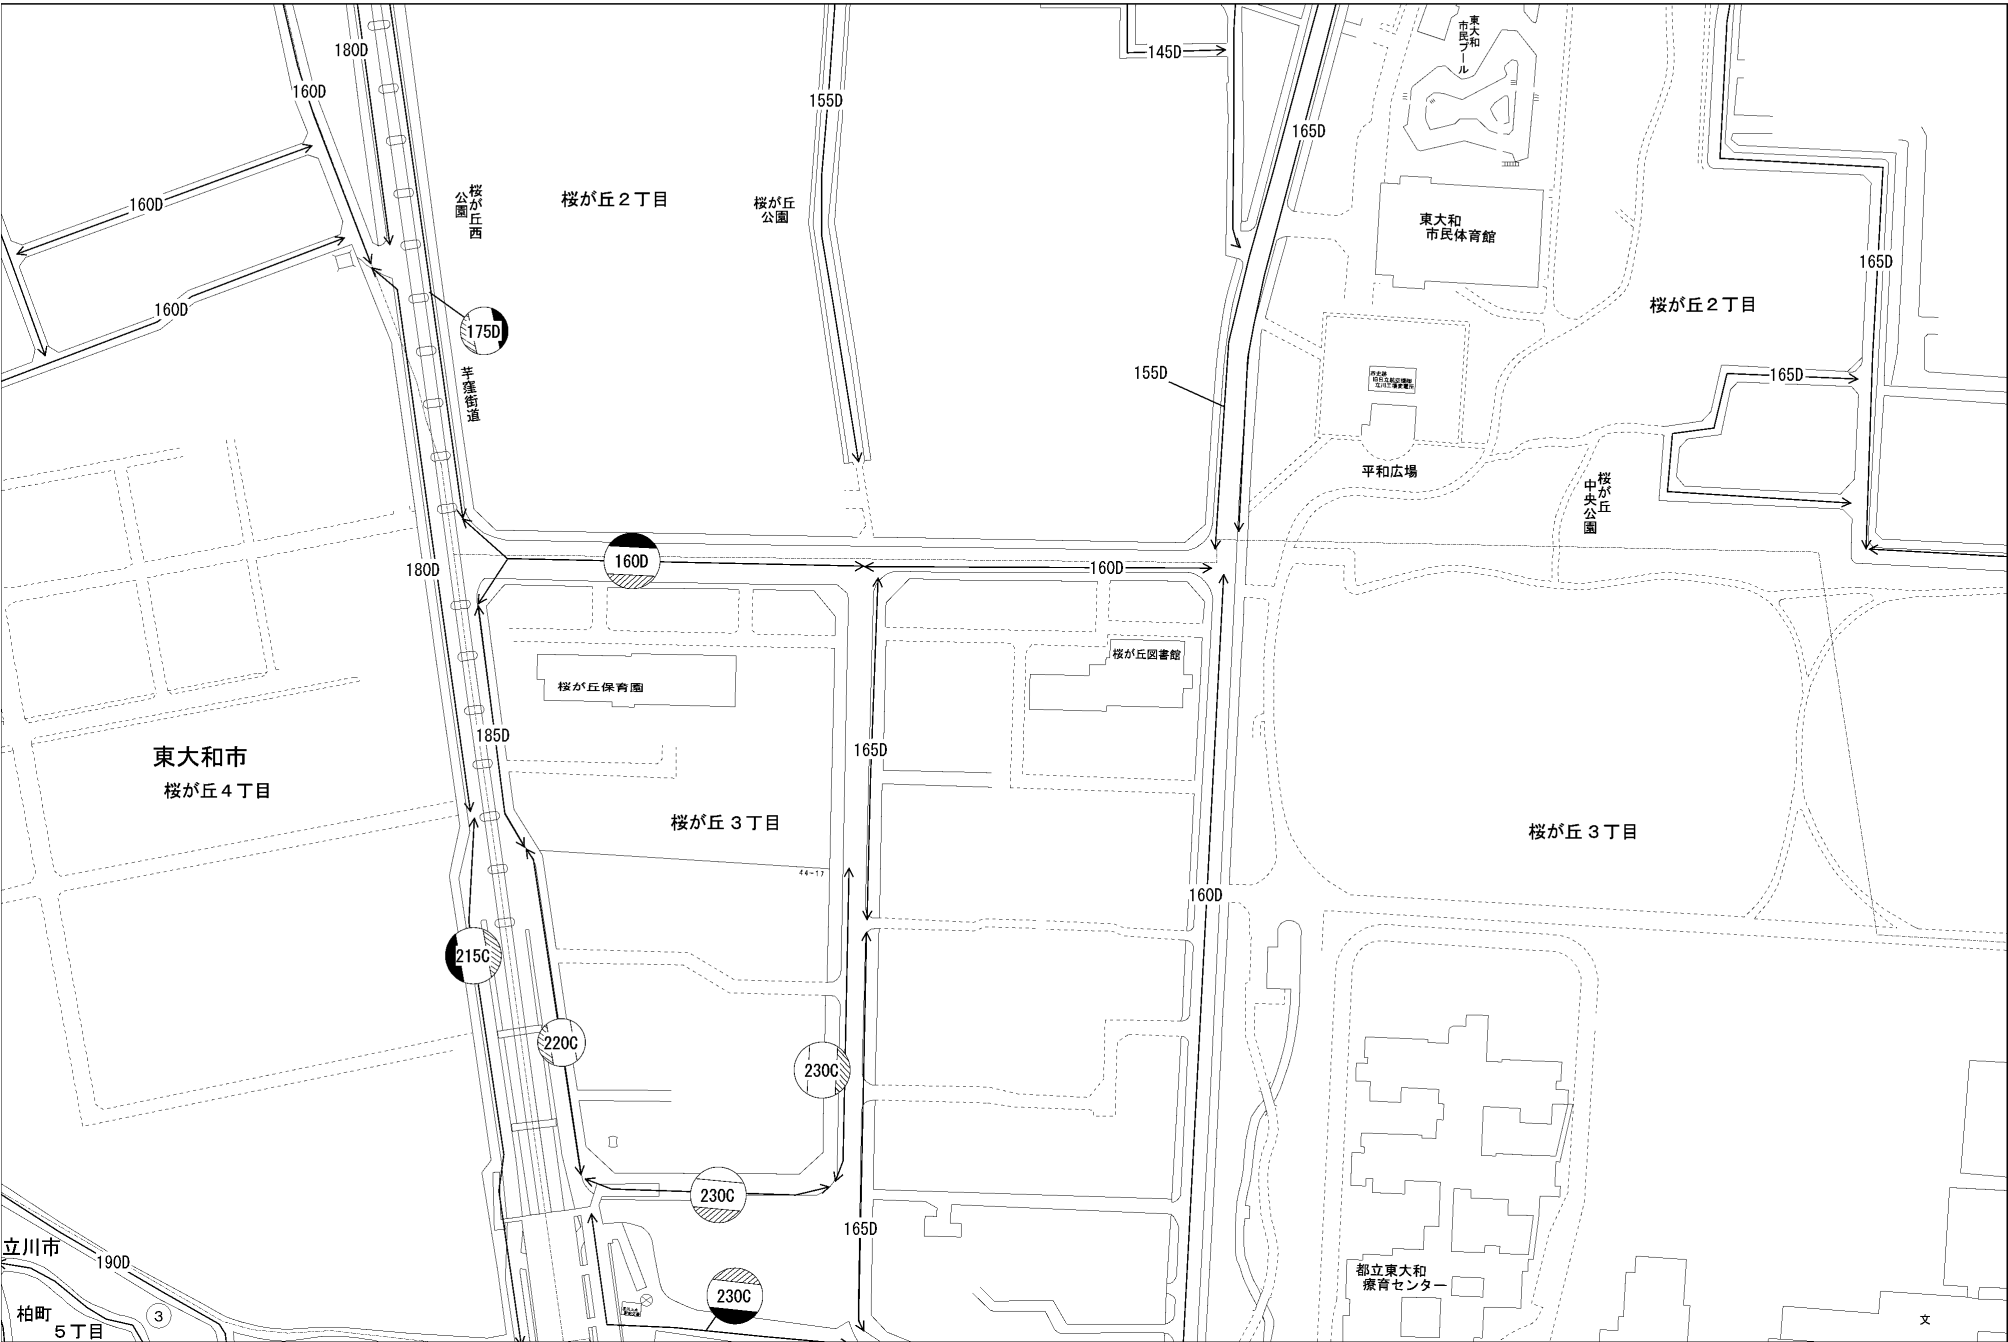 180D
145D
東大和
市民プール
160D
155D
165D
160D
桜が丘西
公園
桜が丘２丁目
桜が丘
公園
東大和
市民体育館
165D
桜が丘２丁目
160D
175D
芋窪街道
155D
165D
平和広場
桜が丘
中央公園
180D
160D
160D
桜が丘図書館
桜が丘保育園
185D
165D
東大和市
桜が丘４丁目
桜が丘３丁目
桜が丘３丁目
44-17
160D
215C
220C
230C
230C
165D
立川市
190D
都立東大和
療育センター
230C
柏町
５丁目
3
文